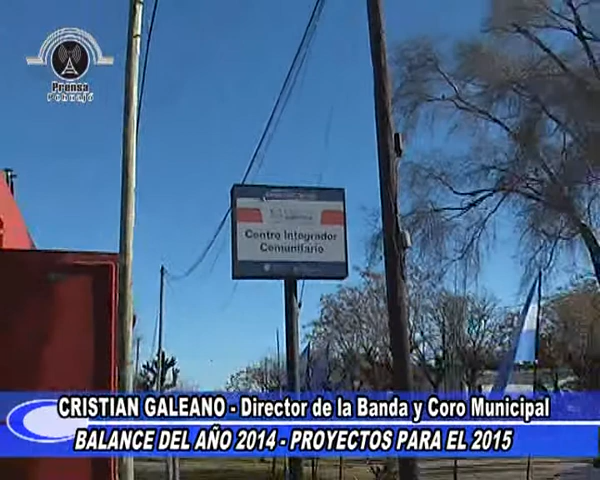 Prensa
Pehuajó
Centro Integrador
Comunitario
CRISTIAN GALEANO - Director de la Banda y Coro Municipal
BALANCE DEL AÑO 2014 - PROYECTOS PARA EL 2015